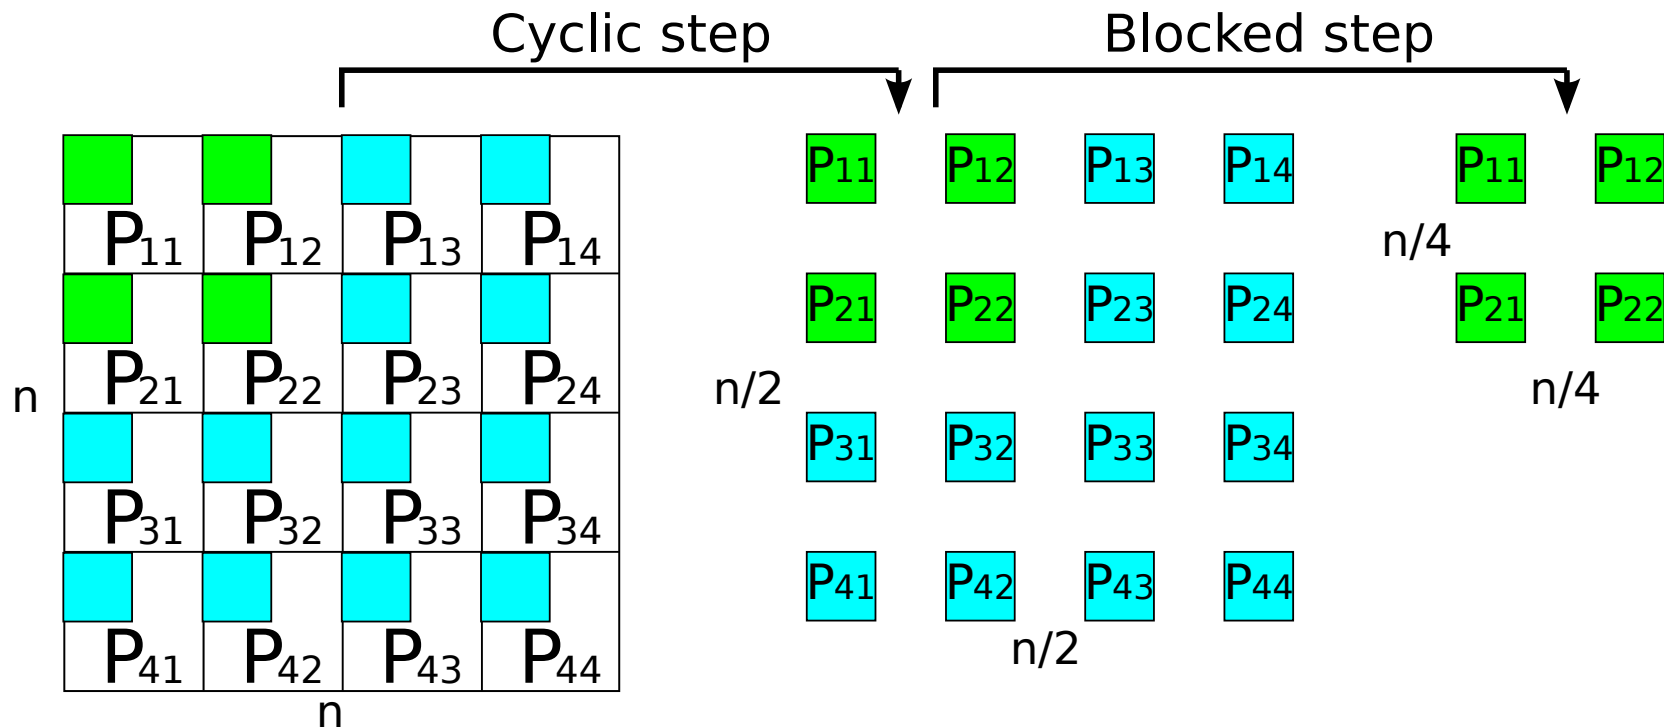 Cyclic step Blocked step
P11 P12 P13 P14 P11 P12
P11 P12 P13 P14 n/4
P21 P22 P23 P24 P21 P22
P21 P22 P23 P24
n n/2 n/4
P31 P32 P33 P34
P31 P32 P33 P34
P41 P42 P43 P44
n/2
P41 P42 P43 P44
n